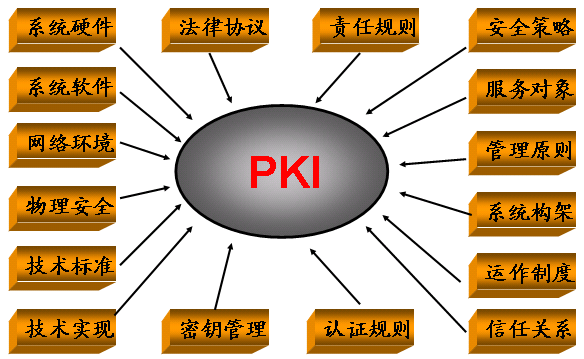 系统硬件
法律协议
责任规则
安全策略
系统软件
服务对象
网络环境
管理原则
PKI
物理安全
系统构架
技术标准
运作制度
技术实现
密钥管理
认证规则
信任关系